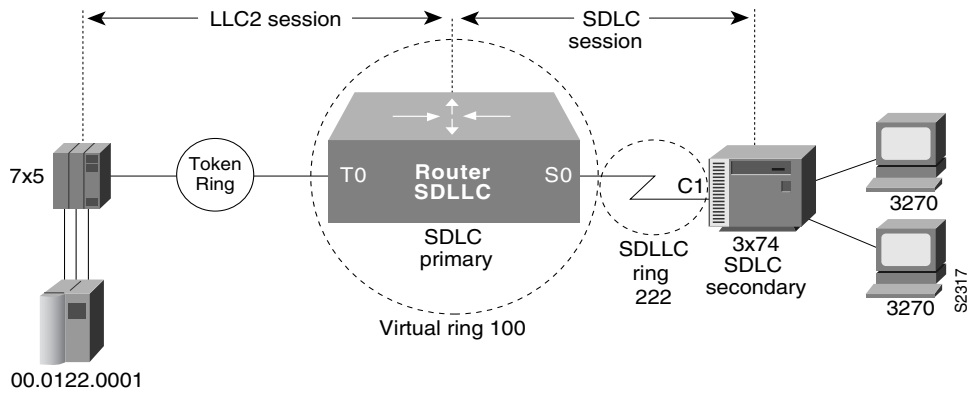 LLC2 session
SDLC
session
7x5
Token
Ring
T0
Router
SDLLC
S0
C1
3270
SDLC
primary
SDLLC
ring
222
3x74
SDLC
secondary
3270
S2317
Virtual ring 100
00.0122.0001